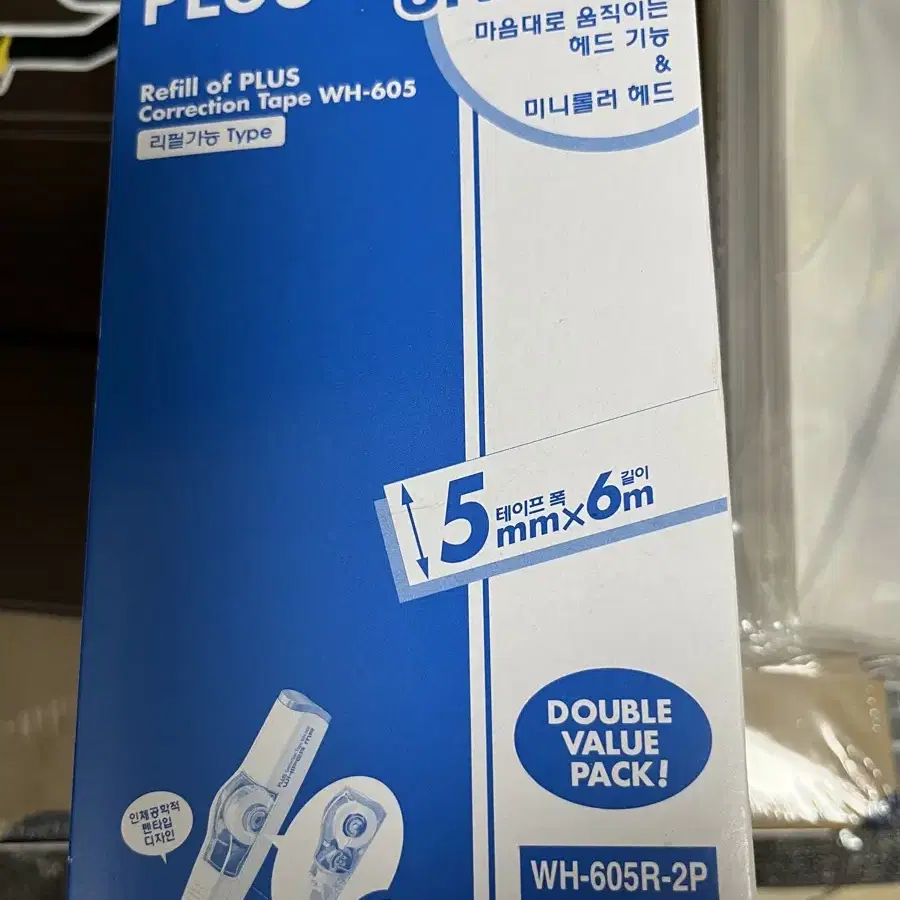 PLUS
마음대로 움직이는
헤드 기능
&
미니롤러 헤드
Refill of PLUS
Correction Tape WH-605
리필가능 Type
5mm×6m
테이프 폭
길이
DOUBLE
VALUE
PACK!
인체공학적
펜타입
디자인
WH-605R-2P